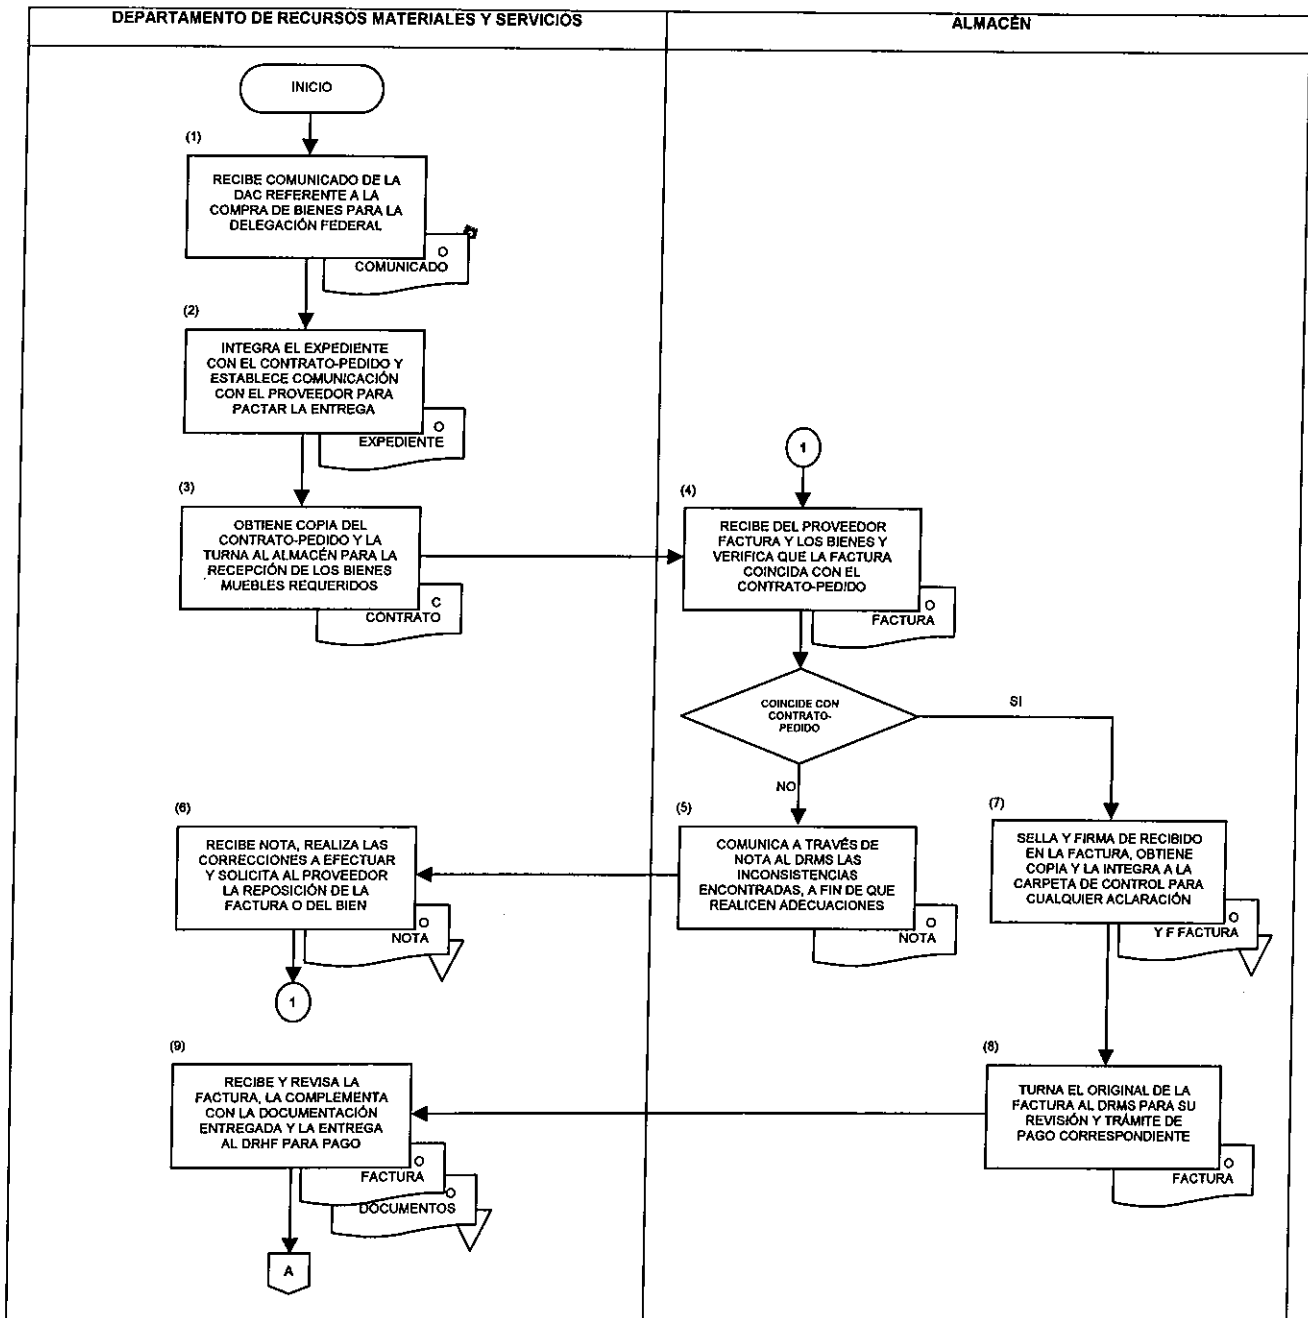 DEPARTAMENTO DE RECURSOS MATERIALES Y SERVICIOS
ALMACÉN
INICIO
(1)
RECIBE COMUNICADO DE LA
DAC REFERENTE A LA
COMPRA DE BIENES PARA LA
DELEGACIÓN FEDERAL
O
COMUNICADO
(2)
INTEGRA EL EXPEDIENTE
CON EL CONTRATO-PEDIDO Y
ESTABLECE COMUNICACIÓN
CON EL PROVEEDOR PARA
PACTAR LA ENTREGA
O
EXPEDIENTE
(3)
OBTIENE COPIA DEL
CONTRATO-PEDIDO Y LA
TURNA AL ALMACÉN PARA LA
RECEPCIÓN DE LOS BIENES
MUEBLES REQUERIDOS
C
CONTRATO
1
(4)
RECIBE DEL PROVEEDOR
FACTURA Y LOS BIENES Y
VERIFICA QUE LA FACTURA
COINCIDA CON EL
CONTRATO-PEDIDO
O
FACTURA
COINCIDE CON
CONTRATO-
PEDIDO
SI
NO
(5)
COMUNICA A TRAVÉS DE
NOTA AL DRMS LAS
INCONSISTENCIAS
ENCONTRADAS, A FIN DE QUE
REALICEN ADECUACIONES
O
NOTA
(6)
RECIBE NOTA, REALIZA LAS
CORRECCIONES A EFECTUAR
Y SOLICITA AL PROVEEDOR
LA REPOSICIÓN DE LA
FACTURA O DEL BIEN
O
NOTA
1
(7)
SELLA Y FIRMA DE RECIBIDO
EN LA FACTURA, OBTIENE
COPIA Y LA INTEGRA A LA
CARPETA DE CONTROL PARA
CUALQUIER ACLARACIÓN
O
Y F FACTURA
(8)
TURNA EL ORIGINAL DE LA
FACTURA AL DRMS PARA SU
REVISIÓN Y TRÁMITE DE
PAGO CORRESPONDIENTE
O
FACTURA
(9)
RECIBE Y REVISA LA
FACTURA, LA COMPLEMENTA
CON LA DOCUMENTACIÓN
ENTREGADA Y LA ENTREGA
AL DRHF PARA PAGO
O
FACTURA
O
DOCUMENTOS
A